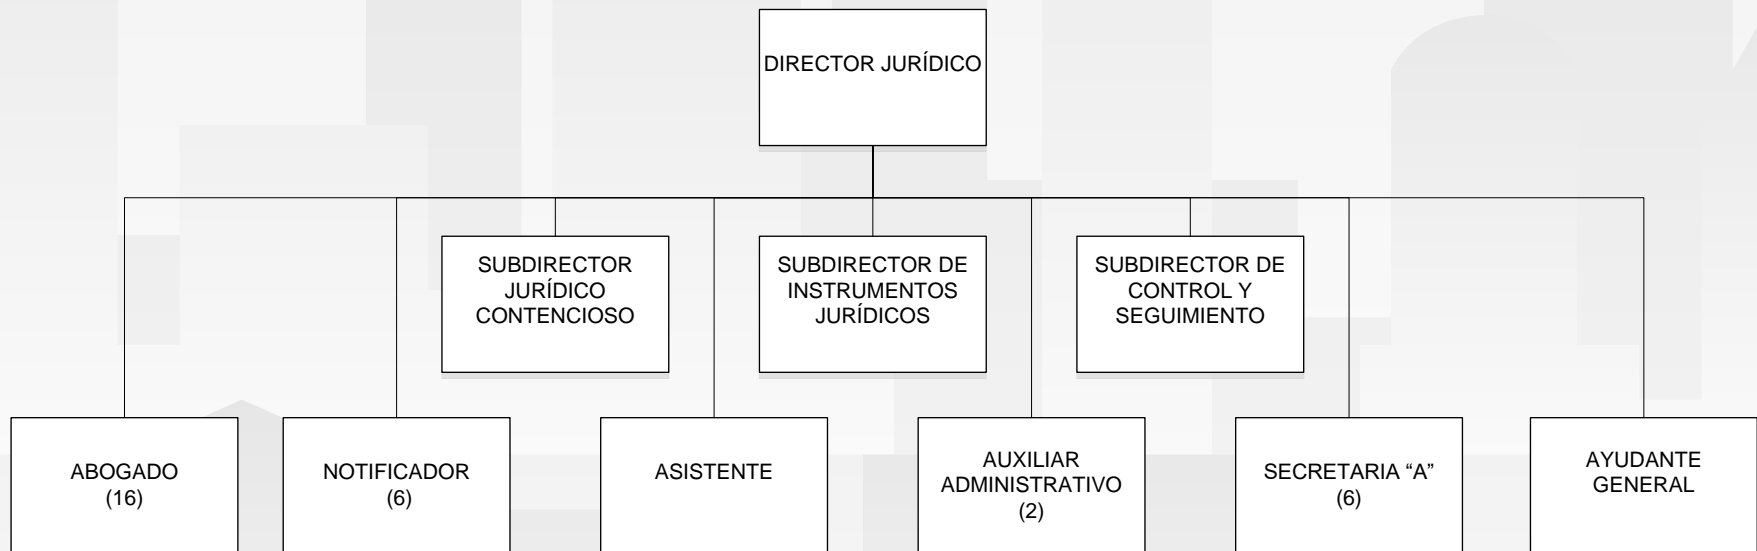 DIRECTOR JURÍDICO
SUBDIRECTOR
JURÍDICO
CONTENCIOSO
SUBDIRECTOR DE
INSTRUMENTOS
JURÍDICOS
SUBDIRECTOR DE
CONTROL Y
SEGUIMIENTO
ABOGADO
(16)
NOTIFICADOR
(6)
ASISTENTE
AUXILIAR
ADMINISTRATIVO
(2)
SECRETARIA “A”
(6)
AYUDANTE
GENERAL